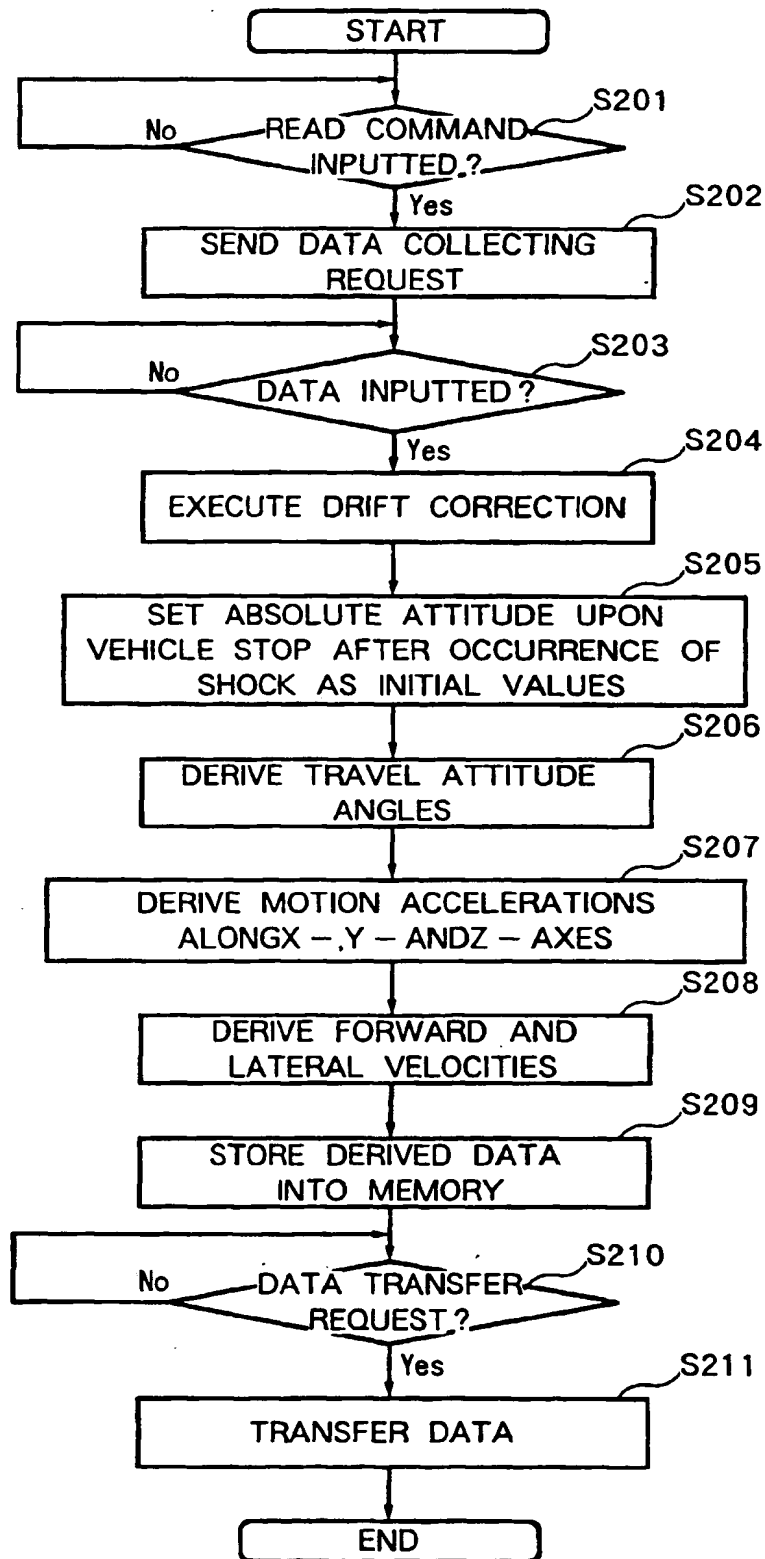 START
S201
No
READ COMMAND
INPUTTED.?
Yes
S202
SEND DATA COLLECTING
REQUEST
S203
No
DATA INPUTTED?
Yes
S204
EXECUTE DRIFT CORRECTION
S205
SET ABSOLUTE ATTITUDE UPON
VEHICLE STOP AFTER OCCURRENCE OF
SHOCK AS INITIAL VALUES
S206
DERIVE TRAVEL ATTITUDE
ANGLES
S207
DERIVE MOTION ACCELERATIONS
ALONGX-,Y-ANDZ-AXES
S208
DERIVE FORWARD AND
LATERAL VELOCITIES
S209
STORE DERIVED DATA
INTO MEMORY
S210
No
DATA TRANSFER
REQUEST?
Yes
S211
TRANSFER DATA
END